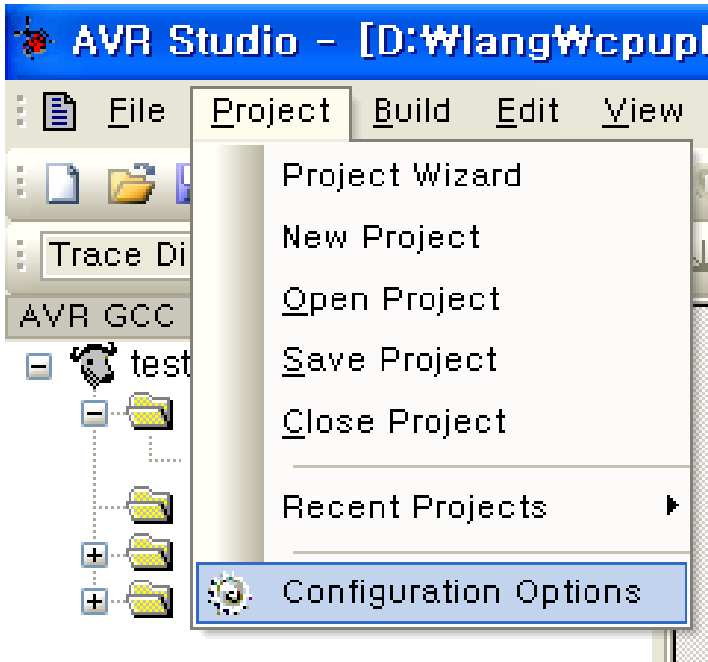 AVR Studio - [D:₩lang₩cpupl
File Project Build Edit View
Project Wizard
New Project
Trace Di
Open Project
AVR GCC
Save Project
test
Close Project
Recent Projects
Configuration Options